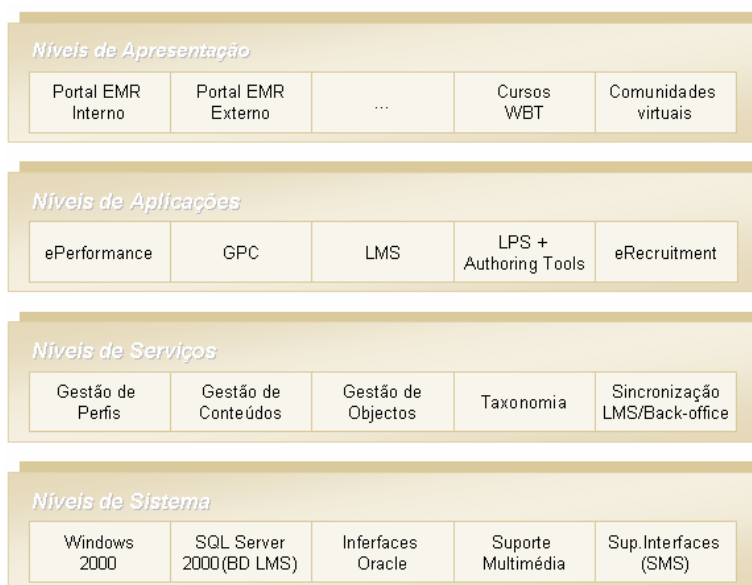 Níveis de Apresentação
Portal EMR
Interno
Portal EMR
Externo
...
Cursos
WBT
Comunidades
virtuais
Níveis de Aplicações
ePerformance
GPC
LMS
LPS +
Authoring Tools
eRecruitment
Níveis de Serviços
Gestão de
Perfis
Gestão de
Conteúdos
Gestão de
Objectos
Taxonomia
Sincronização
LMS/Back-office
Níveis de Sistema
Windows
2000
SQL Server
2000(BD LMS)
Inferfaces
Oracle
Suporte
Multimédia
Sup.Interfaces
(SMS)